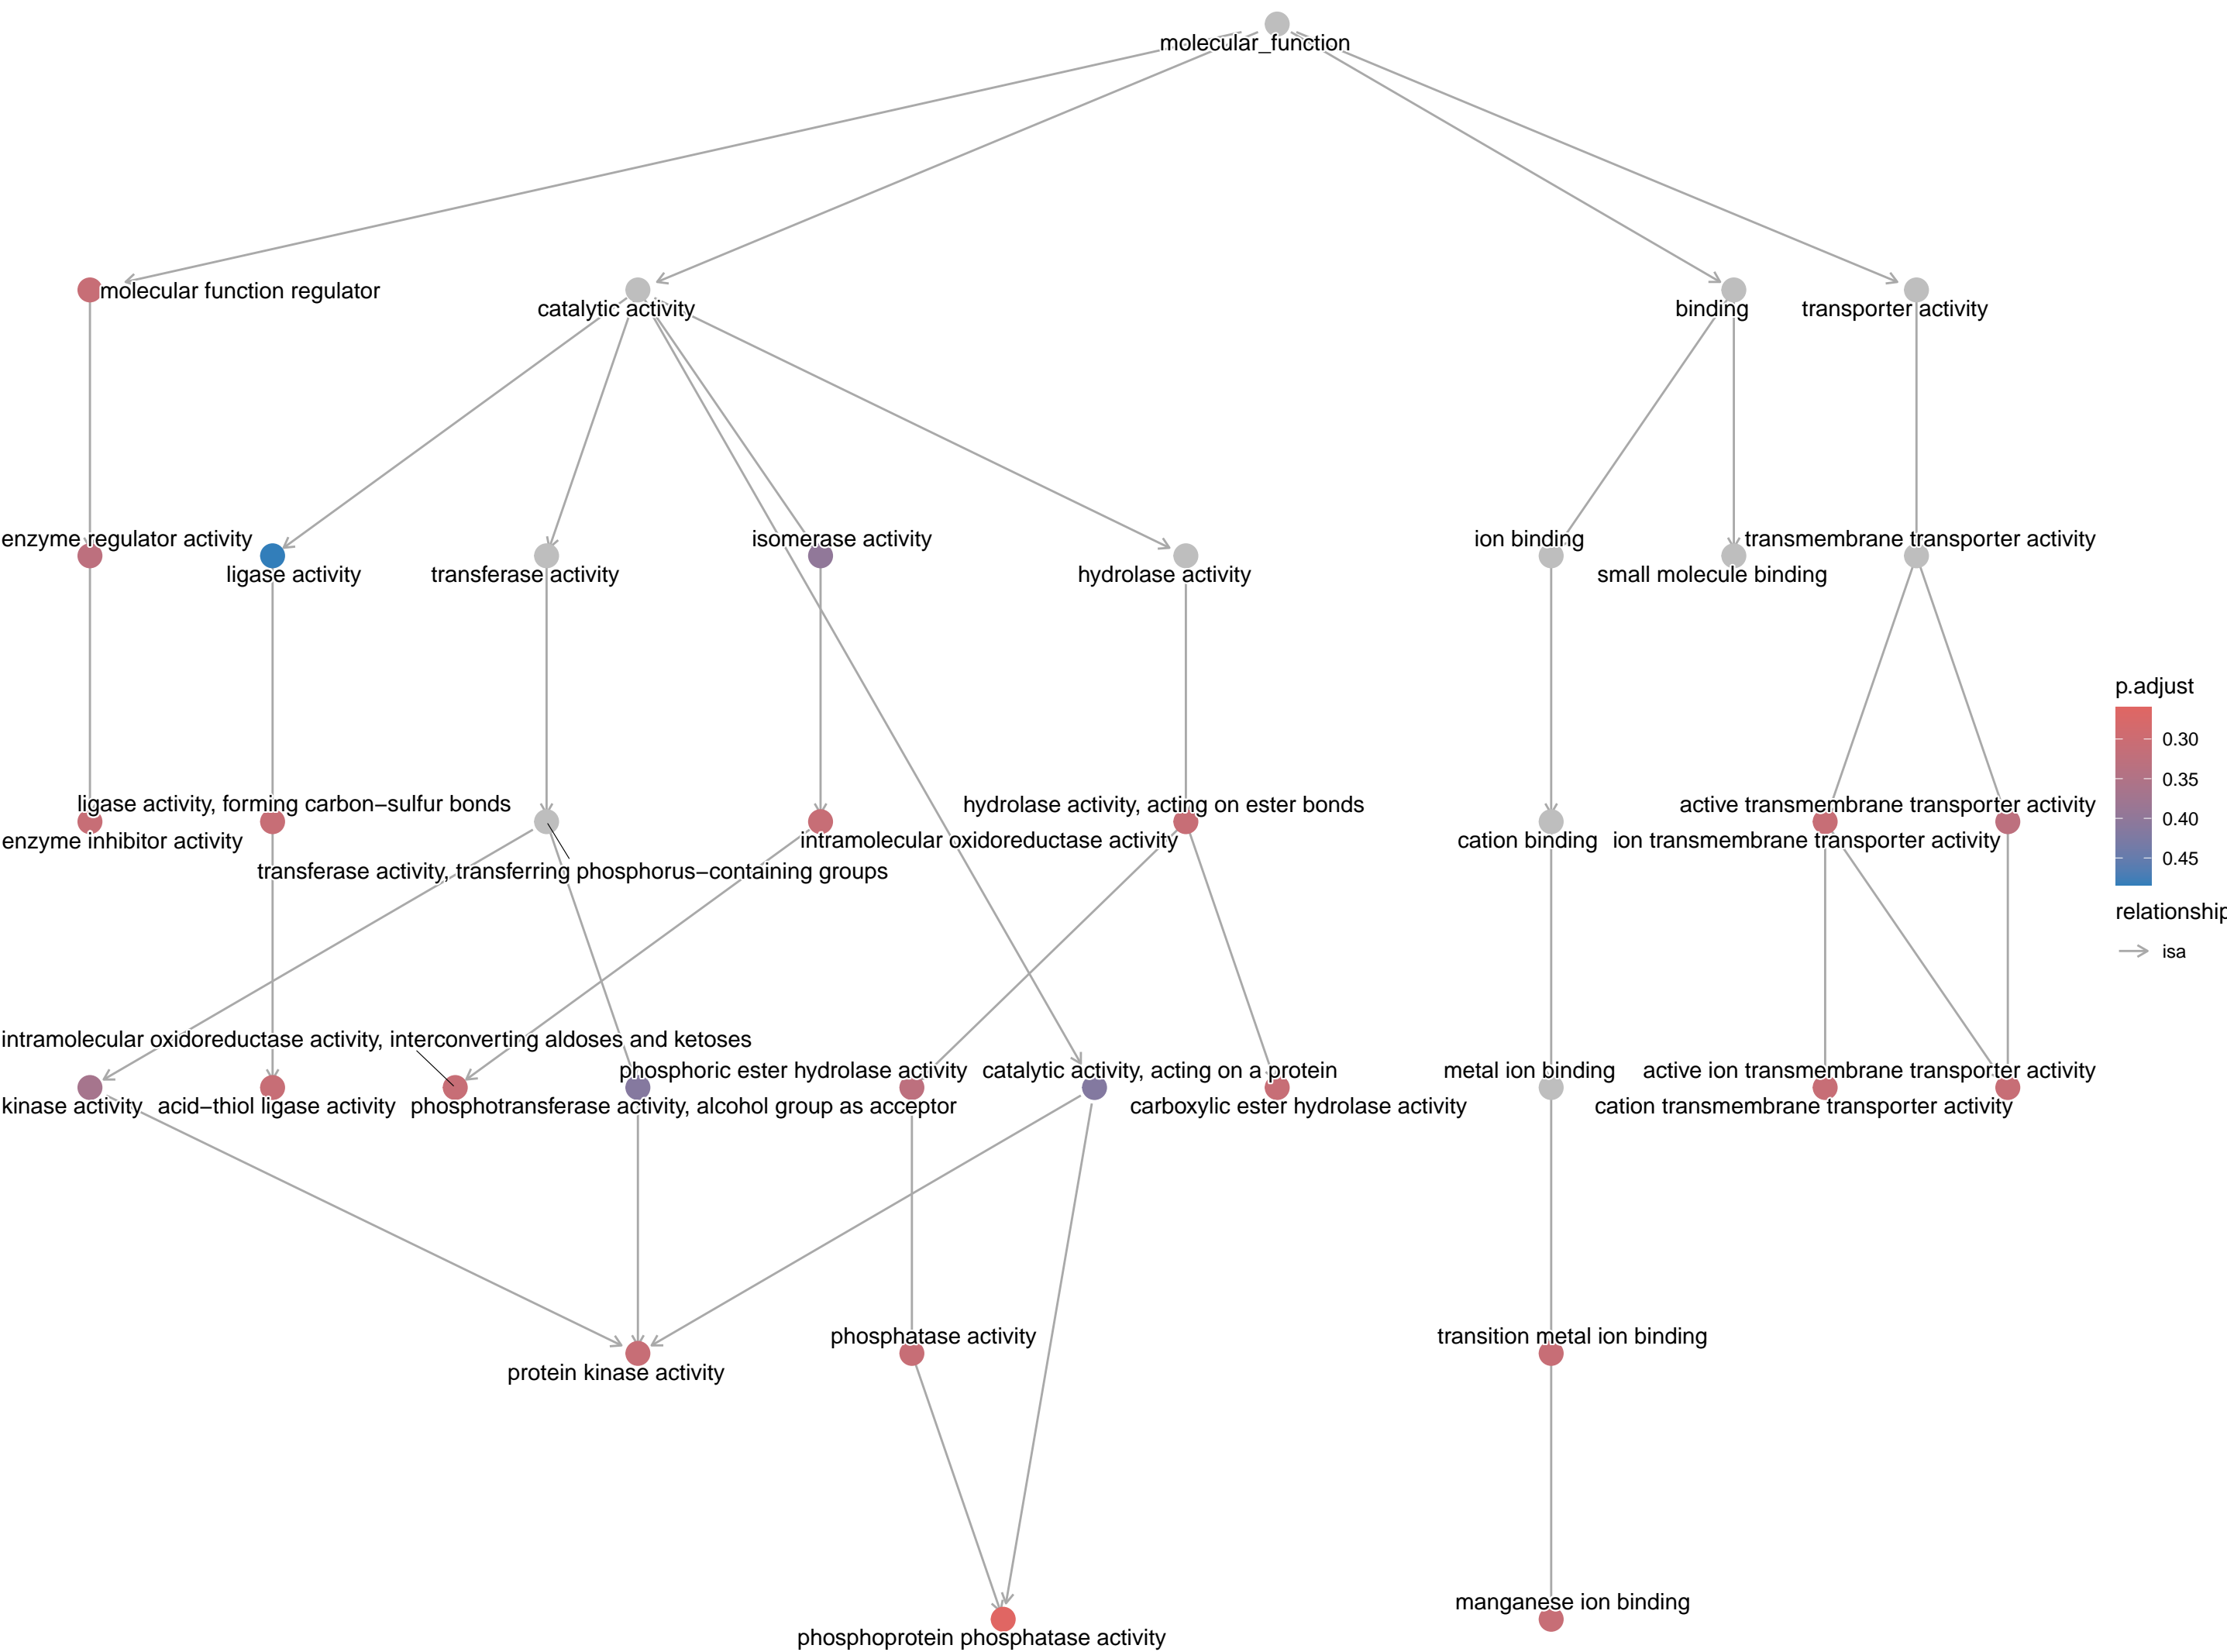 molecular_function
molecular function regulator
catalytic activity
binding
transporter activity
enzyme regulator activity
ligase activity
transferase activity
isomerase activity
hydrolase activity
ion binding
small molecule binding
transmembrane transporter activity
p.adjust
0.30
0.35
0.40
0.45
relationship
isa
ligase activity, forming carbon−sulfur bonds
enzyme inhibitor activity
transferase activity, transferring phosphorus−containing groups
hydrolase activity, acting on ester bonds
intramolecular oxidoreductase activity
cation binding
active transmembrane transporter activity
ion transmembrane transporter activity
intramolecular oxidoreductase activity, interconverting aldoses and ketoses
kinase activity
acid−thiol ligase activity
phosphotransferase activity, alcohol group as acceptor
phosphoric ester hydrolase activity
catalytic activity, acting on a protein
carboxylic ester hydrolase activity
metal ion binding
active ion transmembrane transporter activity
cation transmembrane transporter activity
protein kinase activity
phosphatase activity
transition metal ion binding
phosphoprotein phosphatase activity
manganese ion binding